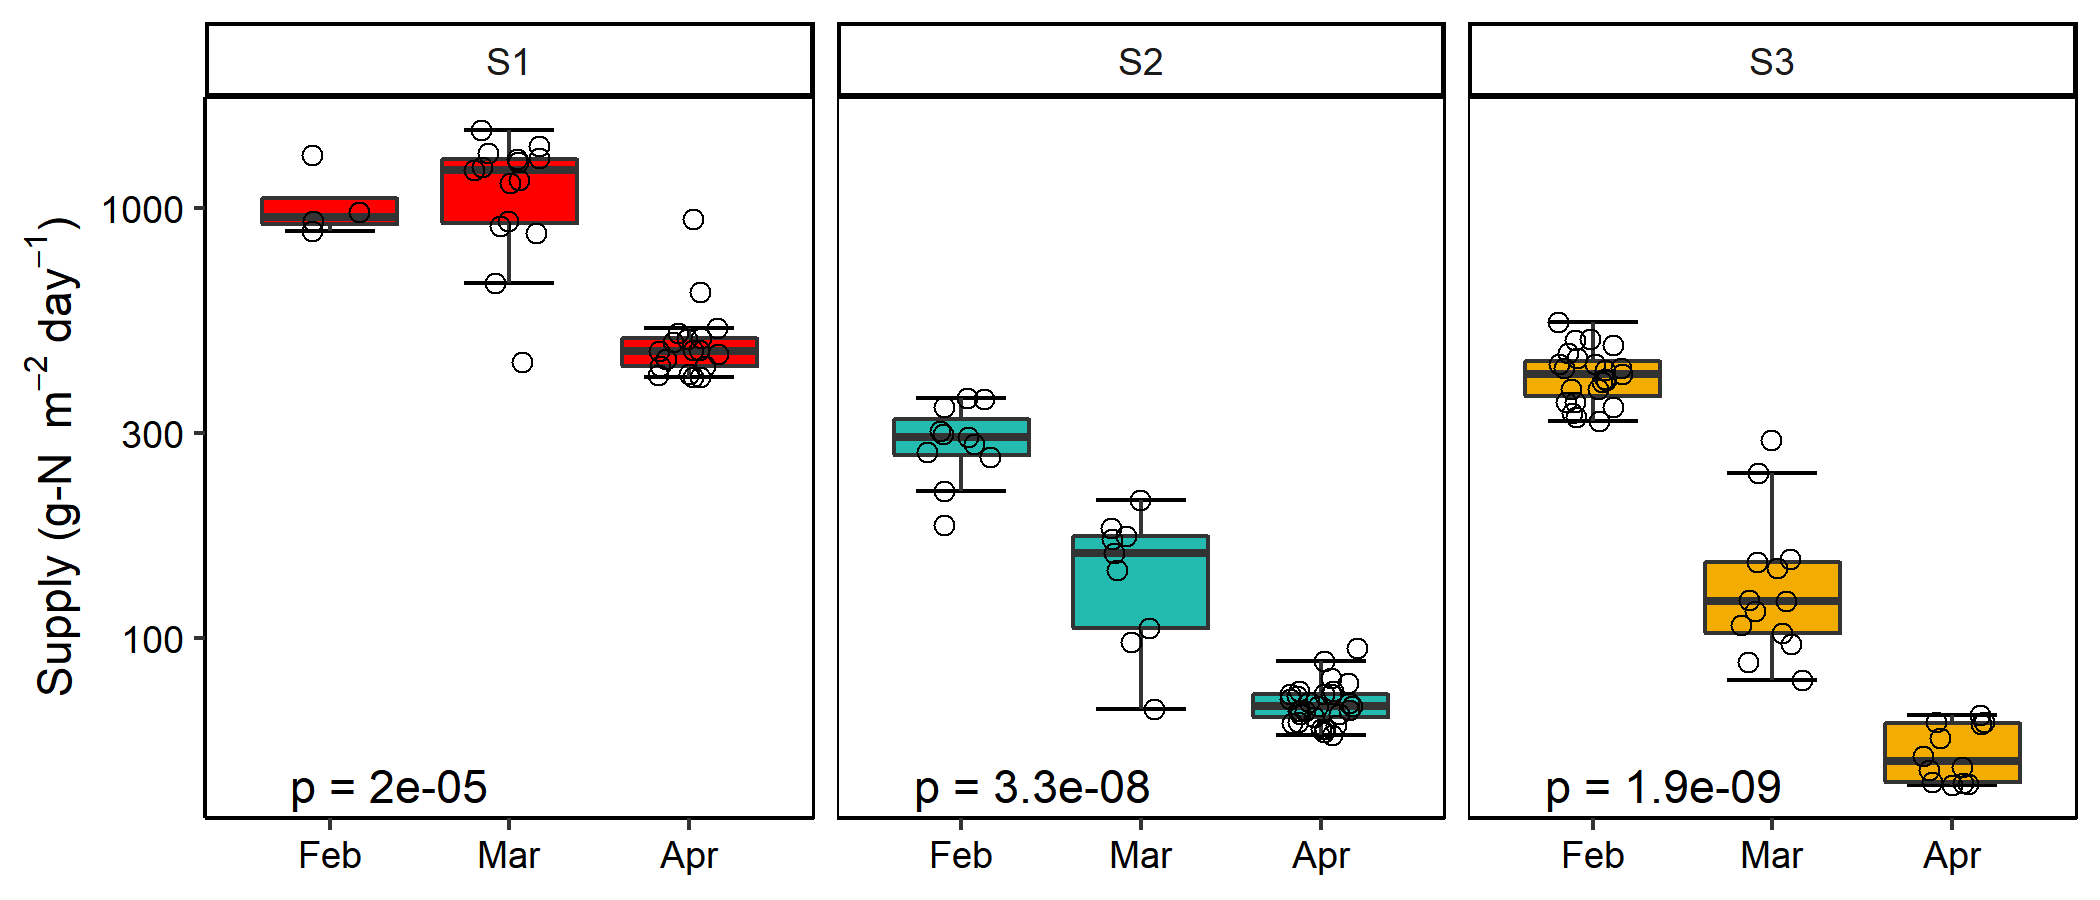 S1 S2 S3
Supply (g-N m−2 day−1)
1000
300
100
p = 2e-05 p = 3.3e-08 p = 1.9e-09
Feb Mar Apr Feb Mar Apr Feb Mar Apr